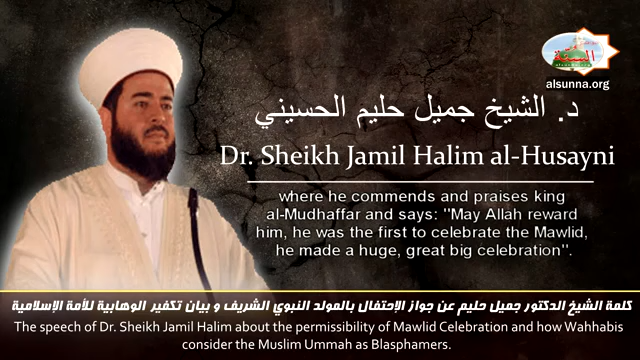 السنة
alsunna.org
د. الشيخ جميل حليم الحسيني
Dr. Sheikh Jamil Halim al-Husayni
where he commends and praises king
al-Mudhaffar and says: "May Allah reward
him, he was the first to celebrate the Mawlid,
he made a huge, great big celebration".
كلمة الشيخ الدكتور جميل حليم عن جواز الإحتفال بالمولد النبوي الشريف و بيان تكفير الوهابية للأمة الإسلامية
The speech of Dr. Sheikh Jamil Halim about the permissibility of Mawlid Celebration and how Wahhabis
consider the Muslim Ummah as Blasphamers.